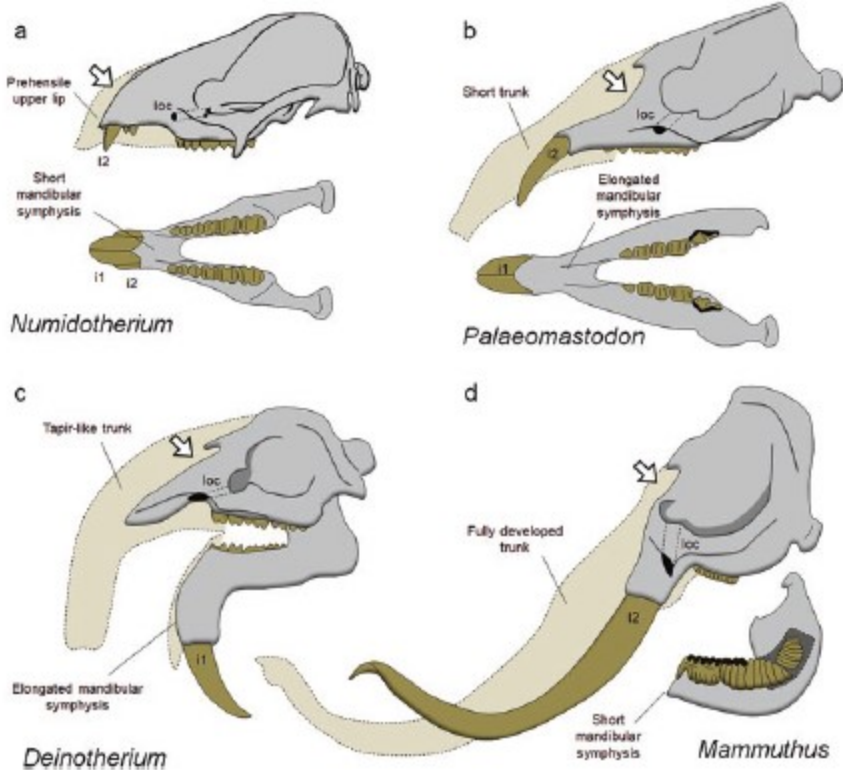 a
Prehensile
upper lip
loc
I2
Short
mandibular
symphysis
i1
i2
Numidotherium
b
Short trunk
loc
I2
Elongated
mandibular
symphysis
i1
Palaeomastodon
c
Tapir-like trunk
loc
i1
Elongated mandibular
symphysis
Deinotherium
d
Fully developed
trunk
loc
I2
Short
mandibular
symphysis
Mammuthus